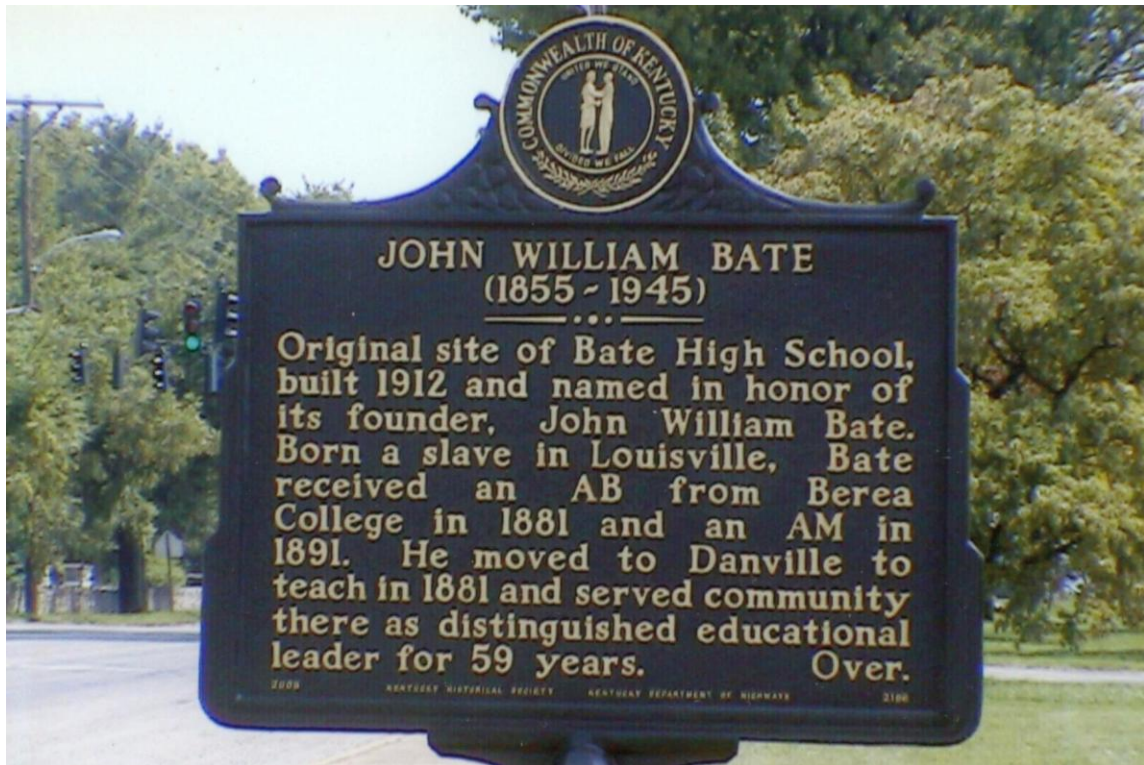 COMMONWEALTH OF KENTUCKY
UNITED WE STAND
DIVIDED WE FALL
JOHN WILLIAM BATE
(1855~1945)
Original site of Bate High School,
built 1912 and named in honor of
its founder, John William Bate.
Born a slave in Louisville, Bate
received an AB from Berea
College in 1881 and an AM in
1891. He moved to Danville to
teach in 1881 and served community
there as distinguished educational
leader for 59 years. Over.
KENTUCKY HISTORICAL SOCIETY KENTUCKY DEPARTMENT OF HIGHWAYS